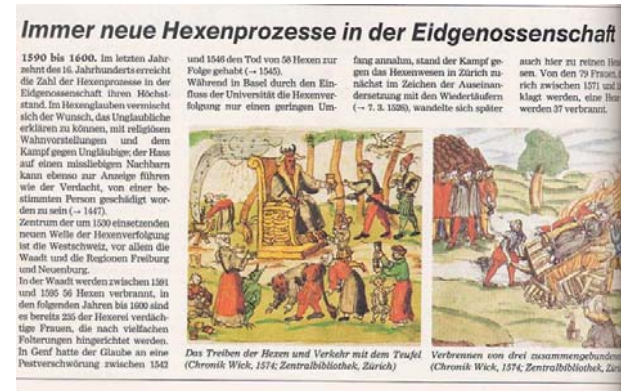 Immer neue Hexenprozesse in der Eidgenossenschaft
1590 bis 1600. Im letzten Jahr-
zehnt des 16. Jahrhunderts erreicht
die Zahl der Hexenprozesse in der
Eidgenossenschaft ihren Höchst-
stand. Im Hexenglauben vermischt
sich der Wunsch, das Unglaubliche
erklären zu können, mit religiösen
Wahnvorstellungen und dem
Kampf gegen Ungläubige; der Hass
auf einen missliebigen Nachbarn
kann ebenso zur Anzeige führen
wie der Verdacht, von einer be-
stimmten Person geschädigt wor-
den zu sein (→ 1447).
Zentrum der um 1530 einsetzenden
neuen Welle der Hexenverfolgung
ist die Westschweiz, vor allem die
Waadt und die Regionen Freiburg
und Neuenburg.
In der Waadt werden zwischen 1591
und 1595 56 Hexen verbrannt, in
den folgenden Jahren bis 1600 sind
es bereits 235 der Hexerei verdäch-
tige Frauen, die nach vielfachen
Folterungen hingerichtet werden.
In Genf hatte der Glaube an eine
Pestverschwörung zwischen 1542
und 1546 den Tod von 58 Hexen zur
Folge gehabt (→ 1545).
Während in Basel durch den Ein-
fluss der Universität die Hexenver-
folgung nur einen geringen Um-
fang annahm, stand der Kampf ge-
gen das Hexenwesen in Zürich zu-
nächst im Zeichen der Auseinan-
dersetzung mit den Wiedertäufern
(→ 7. 3. 1526), wandelte sich später
auch hier zu reinen
sen. Von den 79 Frauen,
rich zwischen 1571 und
klagt werden, eine
werden 37 verbrannt.
Das Treiben der Hexen und Verkehr mit dem Teufel
(Chronik Wick, 1574; Zentralbibliothek, Zürich)
Verbrennen von drei zusammengebunden
(Chronik Wick, 1574; Zentralbibliothek,